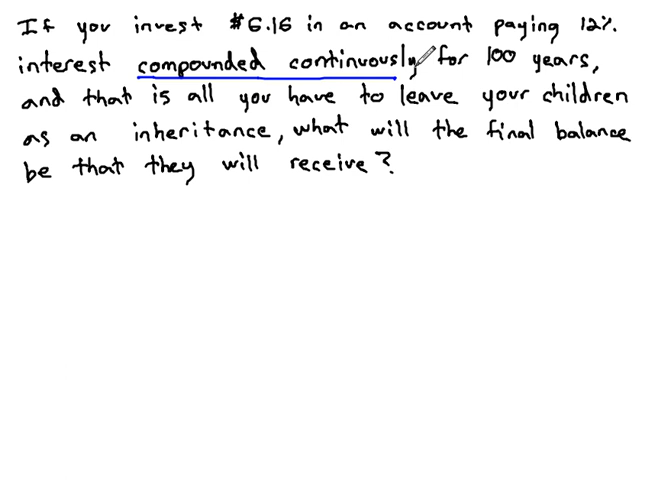 If you invest $6.16 in an account paying 12%
interest compounded continuously for 100 years,
and that is all you have to leave your children
as an inheritance, what will the final balance
be that they will receive?